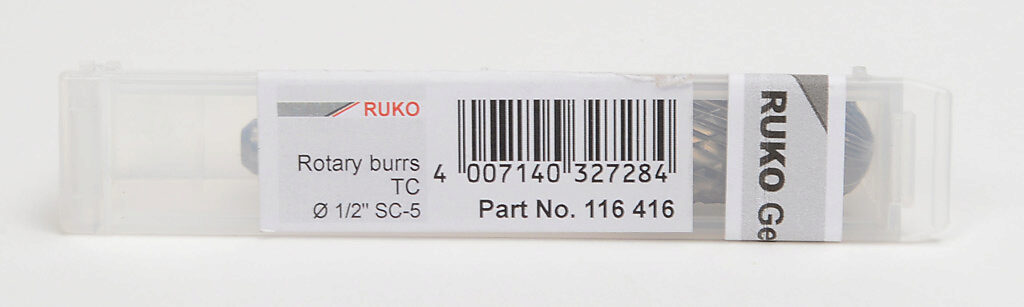 RUKO
Rotary burrs
TC
Ø 1/2" SC-5
4 007140 327284
Part No. 116 416
RUKO Ge